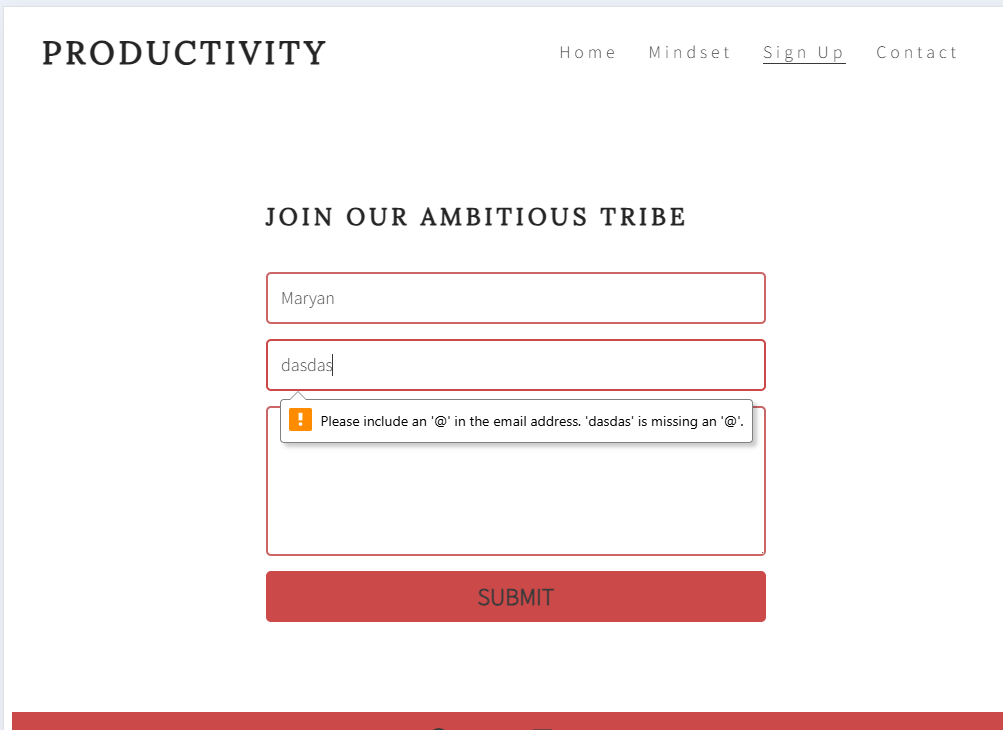 PRODUCTIVITY
Home Mindset Sign Up Contact
JOIN OUR AMBITIOUS TRIBE
Maryan
dasdas
! Please include an '@' in the email address. 'dasdas' is missing an '@'.
SUBMIT